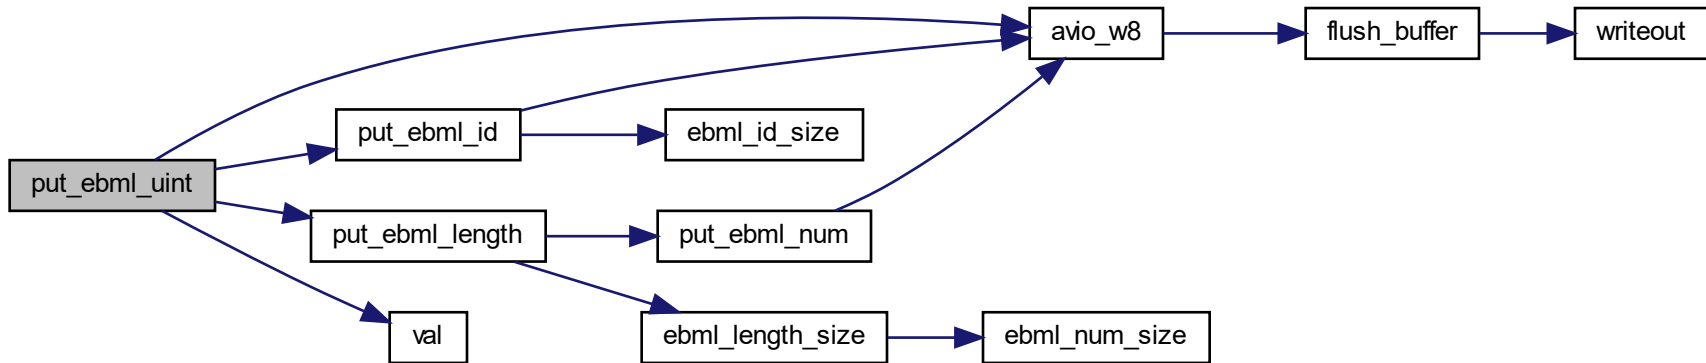 avio_w8
flush_buffer
writeout
put_ebml_id
ebml_id_size
put_ebml_uint
put_ebml_length
put_ebml_num
val
ebml_length_size
ebml_num_size